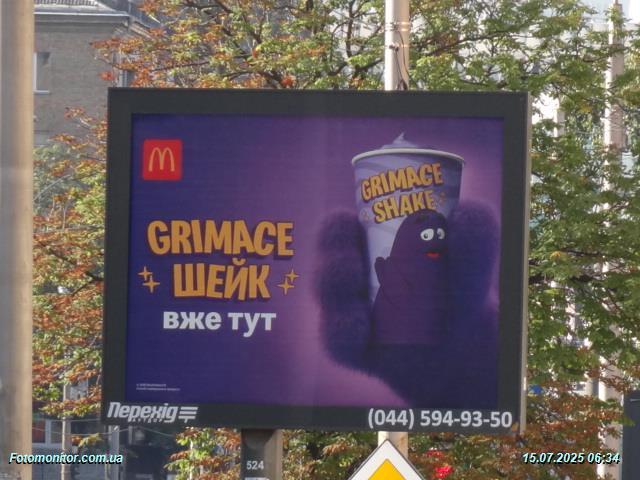 GRIMACE
SHAKE
GRIMACE
ШЕЙК
вже тут
Перехід
(044) 594-93-50
524
Fotomonitor.com.ua
15.07.2025 06:34